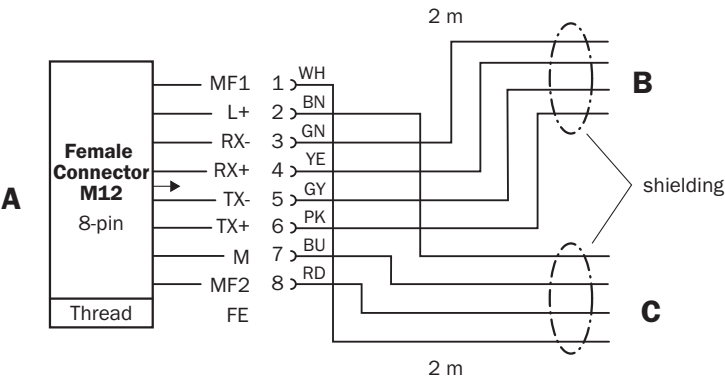 2 m
MF1 1 WH
L+ 2 BN
RX- 3 GN
RX+ 4 YE
TX- 5 GY
TX+ 6 PK
M 7 BU
MF2 8 RD
FE
A
Female
Connector
M12
8-pin
Thread
B
shielding
C
2 m